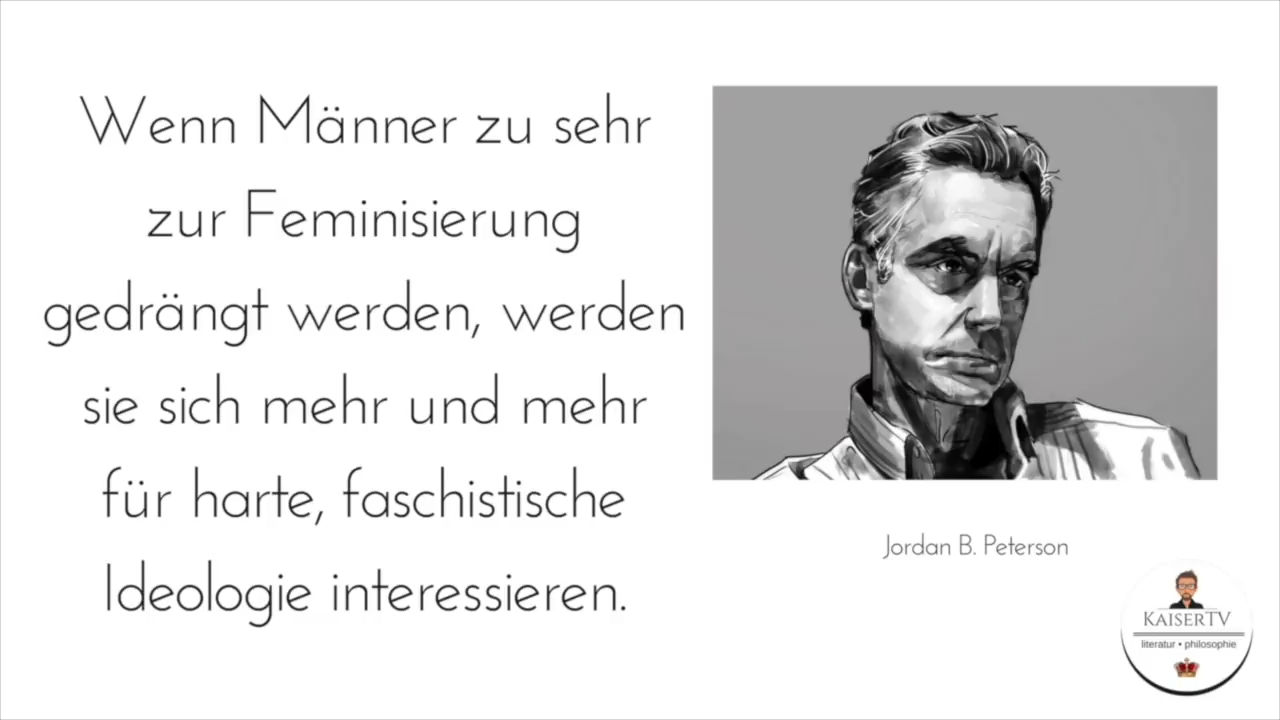 Wenn Männer zu sehr
zur Feminisierung
gedrängt werden, werden
sie sich mehr und mehr
für harte, faschistische
Ideologie interessieren.
Jordan B. Peterson
KAISERTV
literatur • philosophie